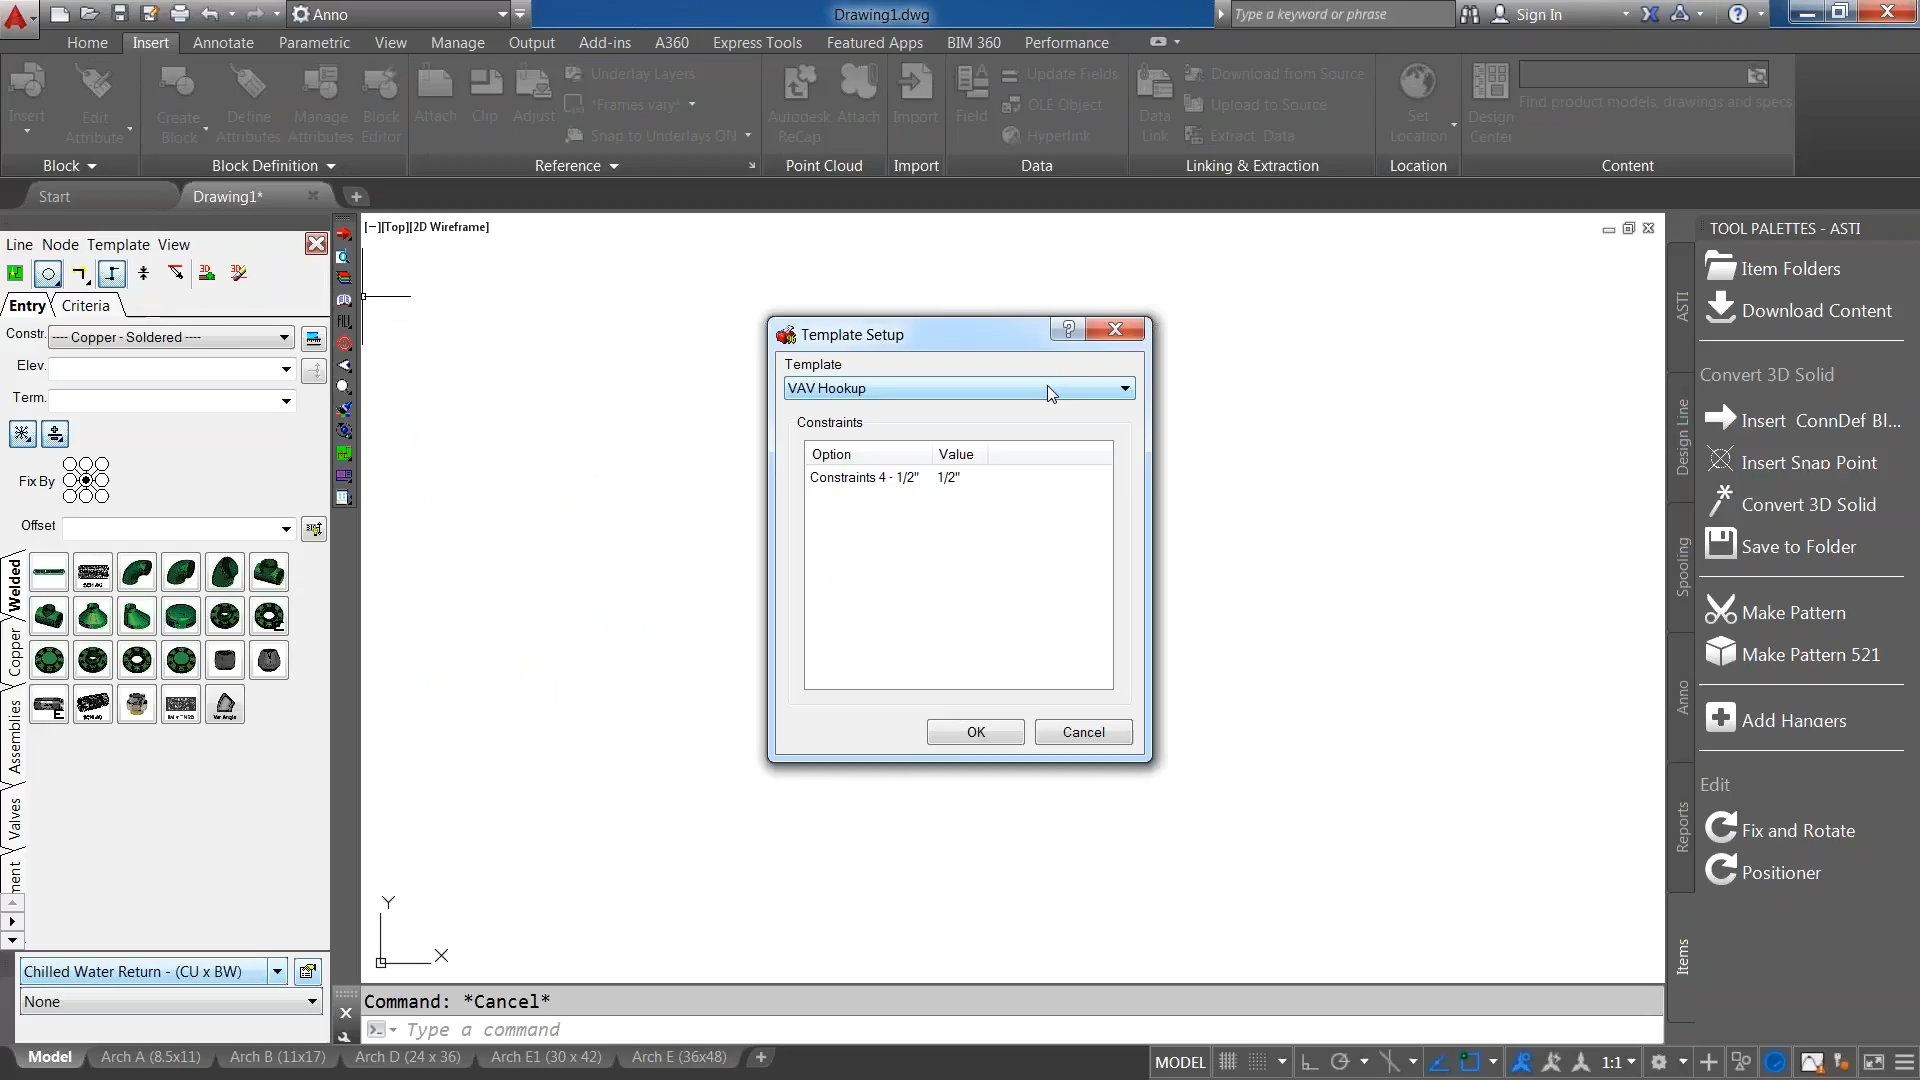 Anno
Drawing1.dwg
Type a keyword or phrase
Sign In
Home
Insert
Annotate
Parametric
View
Manage
Output
Add-ins
A360
Express Tools
Featured Apps
BIM 360
Performance
Insert
Edit
Attribute
Create
Block
Define
Attributes
Manage
Attributes
Block
Editor
Attach
Clip
Adjust
Underlay Layers
*Frames vary*
Snap to Underlays ON
Autodesk
ReCap
Attach
Import
Field
Update Fields
OLE Object
Hyperlink
Data
Link
Download from Source
Upload to Source
Extract Data
Set
Location
Design
Center
Find product models, drawings and specs
Block
Block Definition
Reference
Point Cloud
Import
Data
Linking & Extraction
Location
Content
Start
Drawing1*
Line Node Template View
Entry
Criteria
Constr.
---- Copper - Soldered ----
Elev.
Term.
Fix By
Offset
Welded
Copper
Assemblies
Valves
ment
Chilled Water Return - (CU x BW)
None
[−][Top][2D Wireframe]
Template Setup
Template
VAV Hookup
Constraints
Option Value
Constraints 4 - 1/2" 1/2"
OK
Cancel
Y
X
TOOL PALETTES - ASTI
Item Folders
Download Content
Convert 3D Solid
Insert ConnDef Bl...
Insert Snap Point
Convert 3D Solid
Save to Folder
Make Pattern
Make Pattern 521
Add Hangers
Edit
Fix and Rotate
Positioner
ASTI
Design Line
Spooling
Anno
Reports
Items
Command: *Cancel*
Type a command
Model
Arch A (8.5x11)
Arch B (11x17)
Arch D (24 x 36)
Arch E1 (30 x 42)
Arch E (36x48)
MODEL
1:1